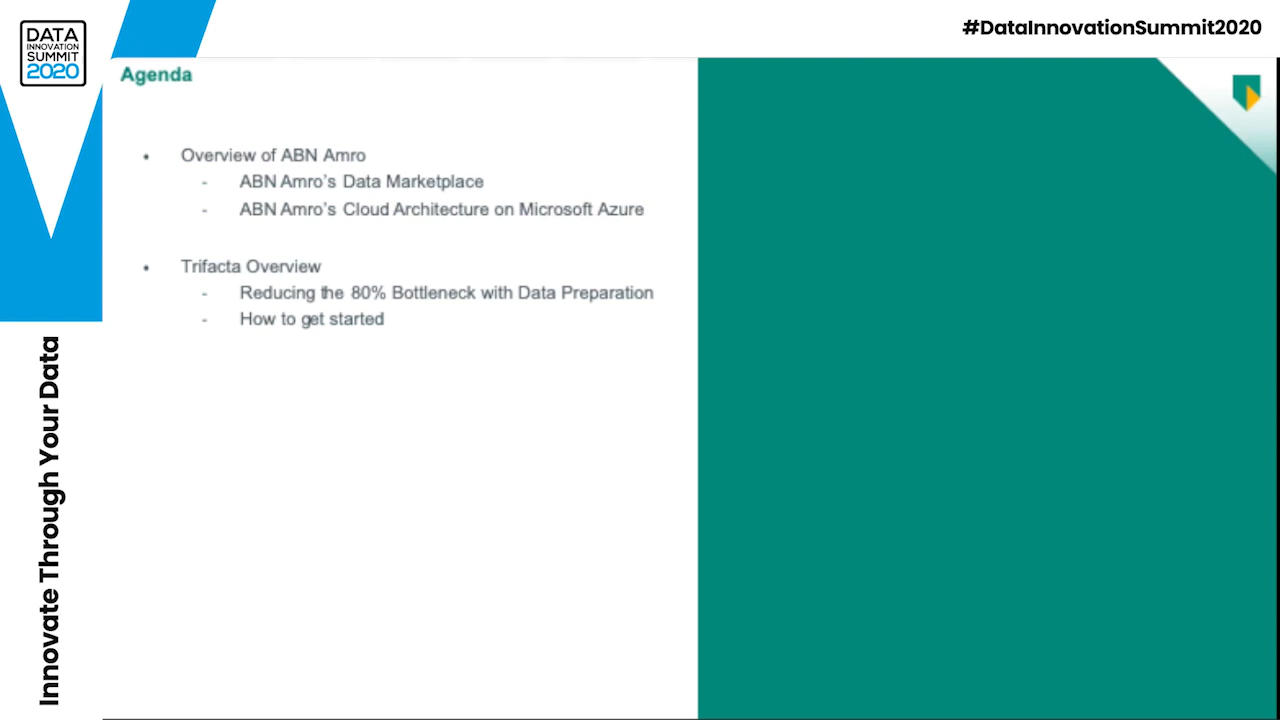 DATA
INNOVATION
SUMMIT
2020
#DataInnovationSummit2020
Agenda
• Overview of ABN Amro
- ABN Amro’s Data Marketplace
- ABN Amro’s Cloud Architecture on Microsoft Azure
• Trifacta Overview
- Reducing the 80% Bottleneck with Data Preparation
- How to get started
Innovate Through Your Data